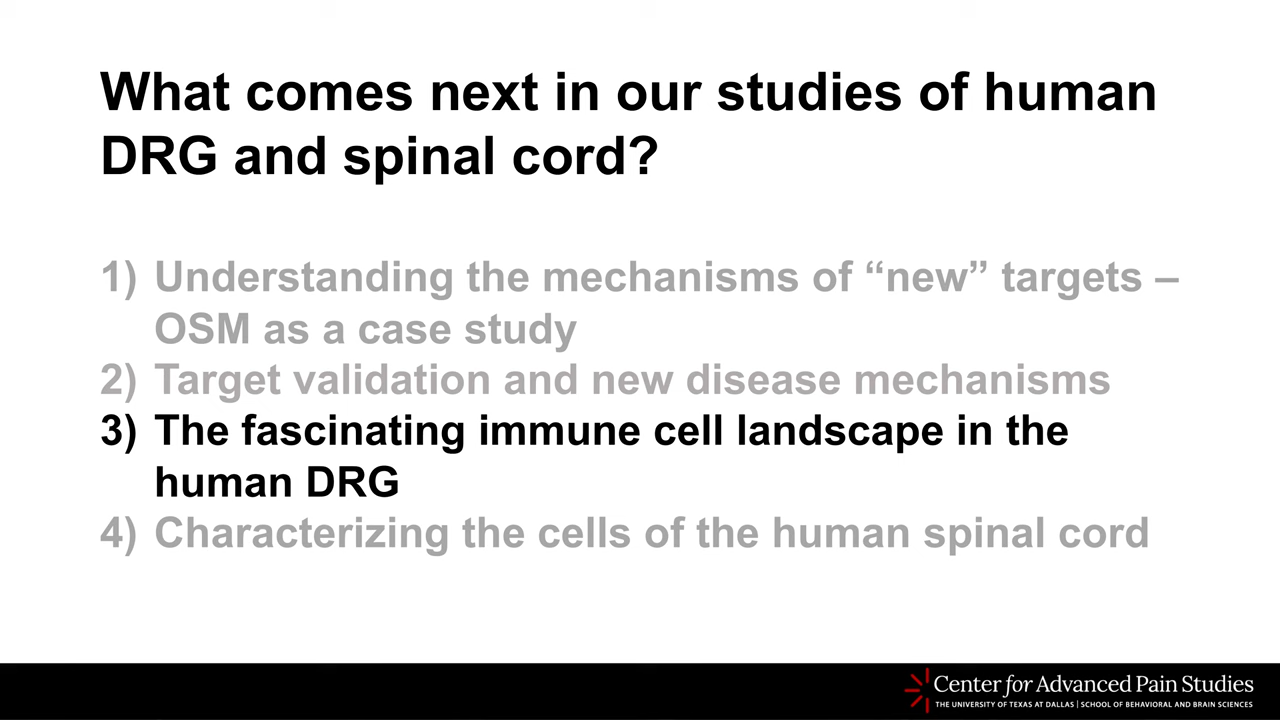 What comes next in our studies of human
DRG and spinal cord?
1) Understanding the mechanisms of “new” targets –
OSM as a case study
2) Target validation and new disease mechanisms
3) The fascinating immune cell landscape in the
human DRG
4) Characterizing the cells of the human spinal cord
Center for Advanced Pain Studies
THE UNIVERSITY OF TEXAS AT DALLAS | SCHOOL OF BEHAVIORAL AND BRAIN SCIENCES